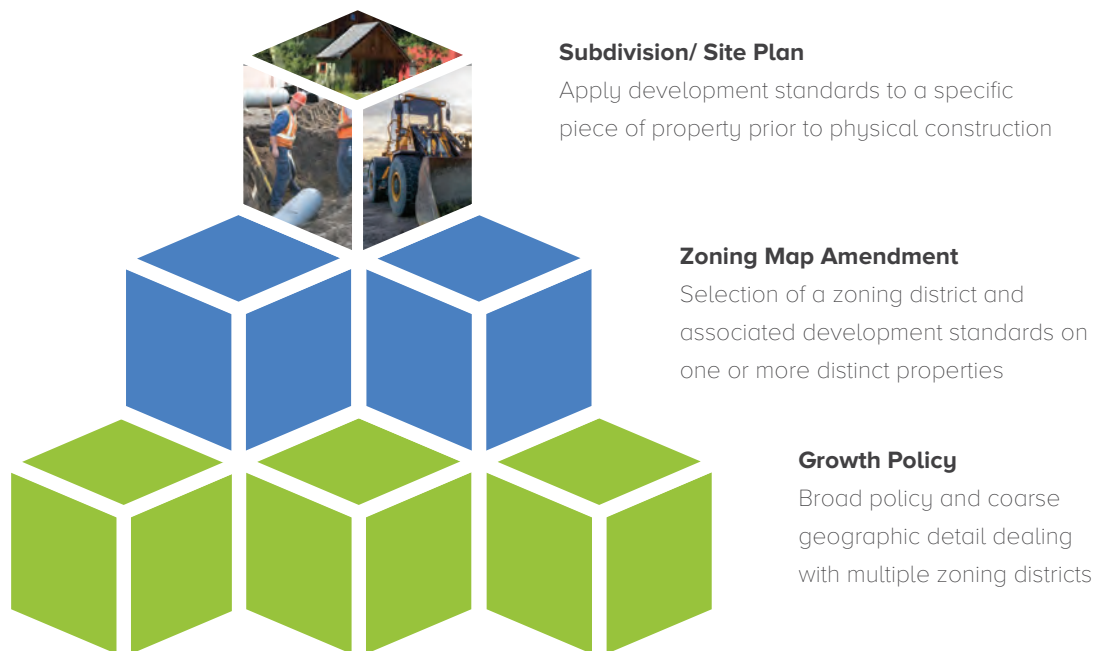 Subdivision/ Site Plan
Apply development standards to a specific
piece of property prior to physical construction
Zoning Map Amendment
Selection of a zoning district and
associated development standards on
one or more distinct properties
Growth Policy
Broad policy and coarse
geographic detail dealing
with multiple zoning districts